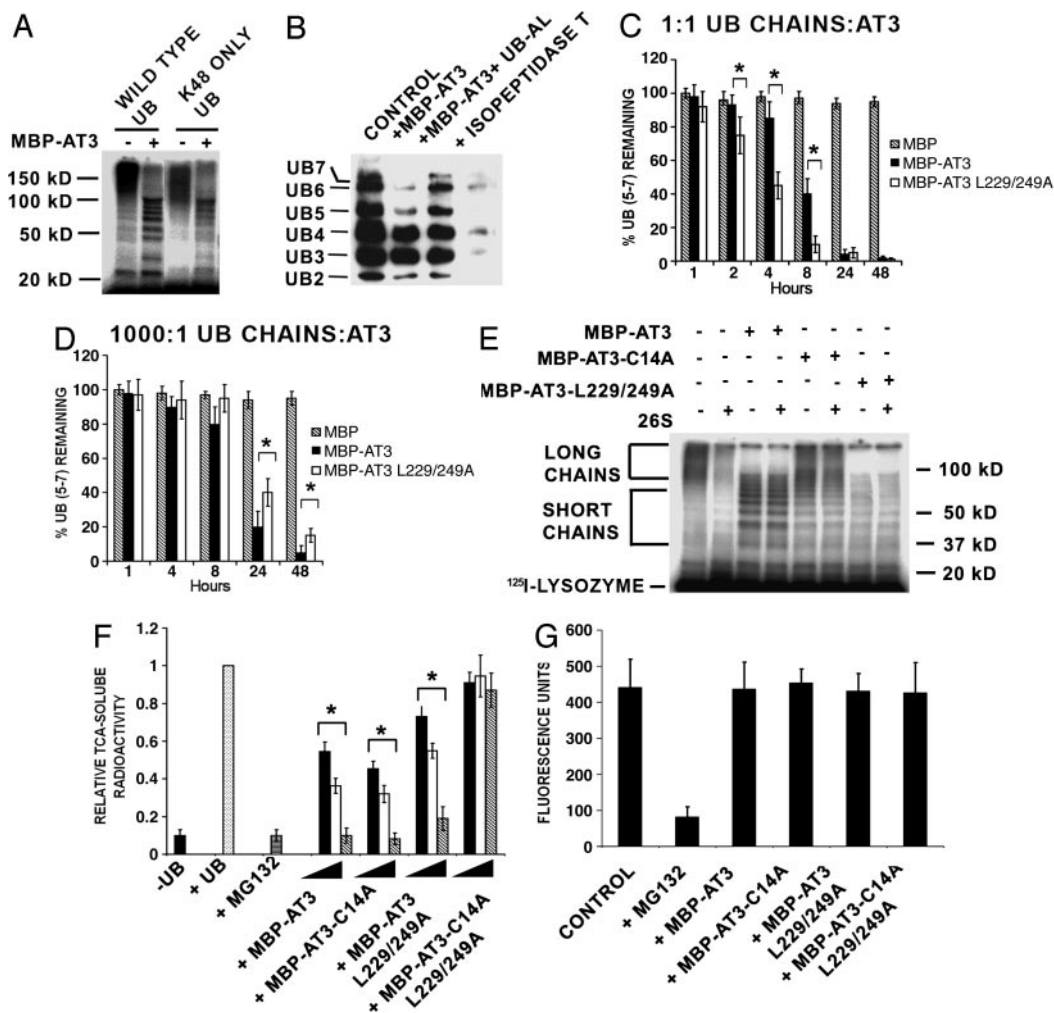 A
WILD TYPE UB
K48 ONLY UB
MBP-AT3 - + - +
150 kD
100 kD
50 kD
20 kD
B
CONTROL
+MBP-AT3
+MBP-AT3+ UB-AL
+ ISOPEPTIDASE T
UB7
UB6
UB5
UB4
UB3
UB2
C 1:1 UB CHAINS:AT3
% UB (5-7) REMAINING
100
80
60
40
20
0
* * *
MBP
MBP-AT3
MBP-AT3 L229/249A
1 2 4 8 24 48
Hours
D 1000:1 UB CHAINS:AT3
% UB (5-7) REMAINING
100
80
60
40
20
0
* *
MBP
MBP-AT3
MBP-AT3 L229/249A
1 4 8 24 48
Hours
E
MBP-AT3 - - + + - - - -
MBP-AT3-C14A - - - - + + - -
MBP-AT3-L229/249A - - - - - - + +
26S - + - + - + - +
LONG CHAINS
SHORT CHAINS
125I-LYSOZYME
100 kD
50 kD
37 kD
20 kD
F
RELATIVE TCA-SOLUBE RADIOACTIVITY
1.2
1
0.8
0.6
0.4
0.2
0
* * *
-UB
+ UB
+ MG132
+ MBP-AT3
+ MBP-AT3-C14A
+ MBP-AT3 L229/249A
+ MBP-AT3-C14A L229/249A
G
FLUORESCENCE UNITS
600
500
400
300
200
100
0
CONTROL
+ MG132
+ MBP-AT3
+ MBP-AT3-C14A
+ MBP-AT3 L229/249A
+ MBP-AT3-C14A L229/249A